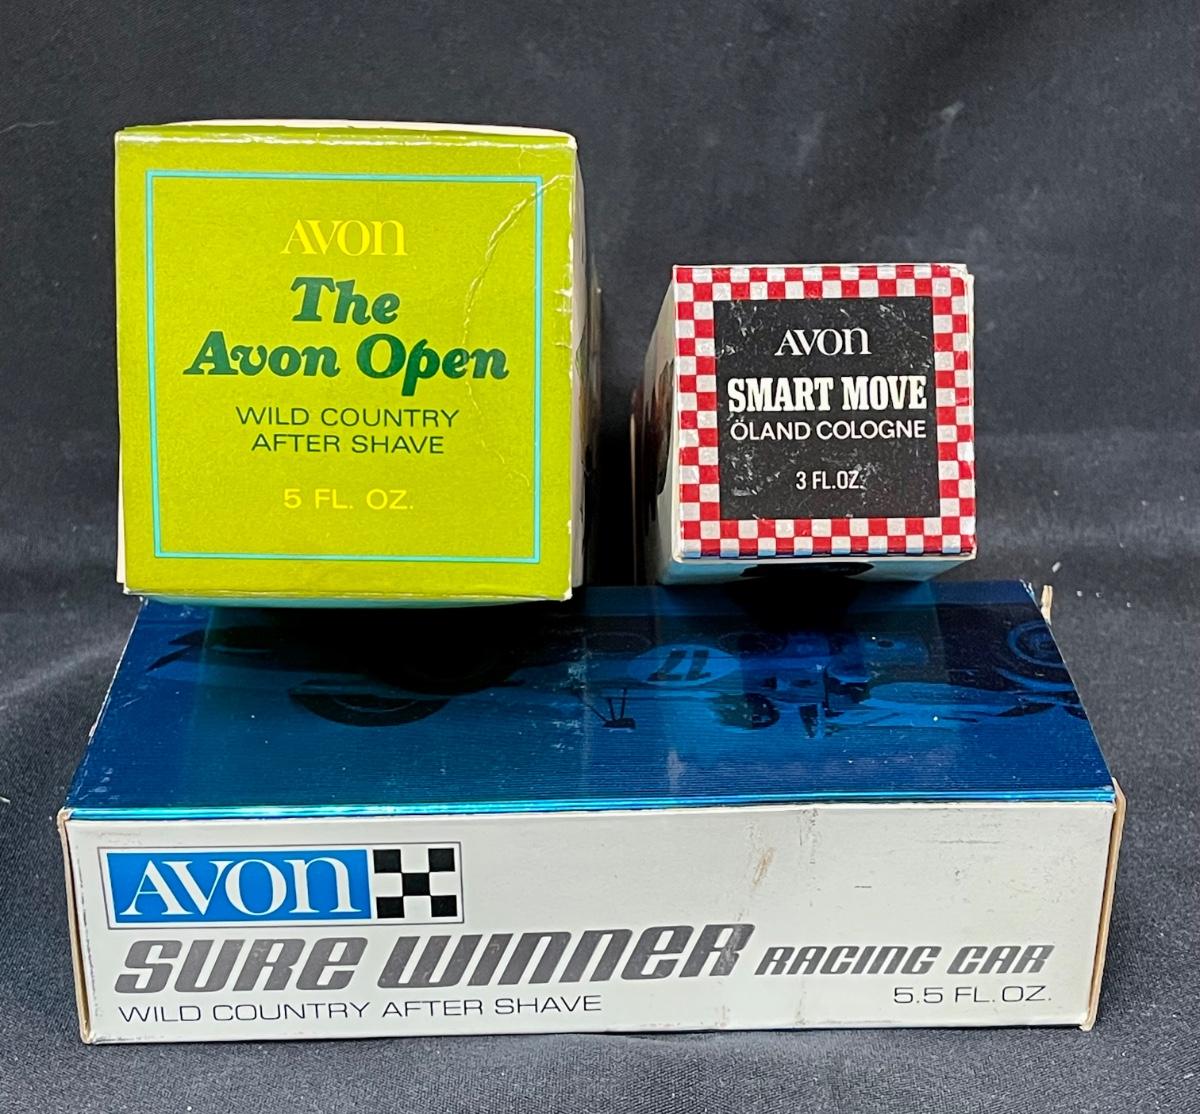 AVON
The
Avon Open
WILD COUNTRY
AFTER SHAVE
5 FL. OZ.
AVON
SMART MOVE
ÖLAND COLOGNE
3 FL.OZ.
17
AVON
SURE WINNER RACING CAR
WILD COUNTRY AFTER SHAVE
5.5 FL. OZ.